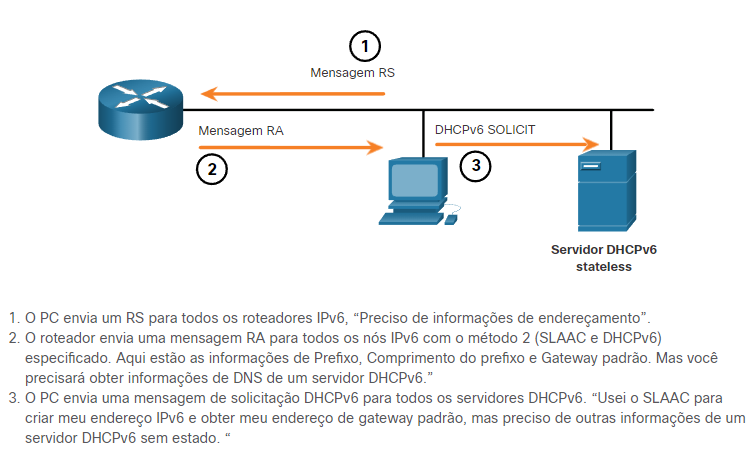 1
Mensagem RS
Mensagem RA
2
DHCPv6 SOLICIT
3
Servidor DHCPv6
stateless
1. O PC envia um RS para todos os roteadores IPv6, “Preciso de informações de endereçamento”.
2. O roteador envia uma mensagem RA para todos os nós IPv6 com o método 2 (SLAAC e DHCPv6)
especificado. Aqui estão as informações de Prefixo, Comprimento do prefixo e Gateway padrão. Mas você
precisará obter informações de DNS de um servidor DHCPv6.”
3. O PC envia uma mensagem de solicitação DHCPv6 para todos os servidores DHCPv6. “Usei o SLAAC para
criar meu endereço IPv6 e obter meu endereço de gateway padrão, mas preciso de outras informações de um
servidor DHCPv6 sem estado. “